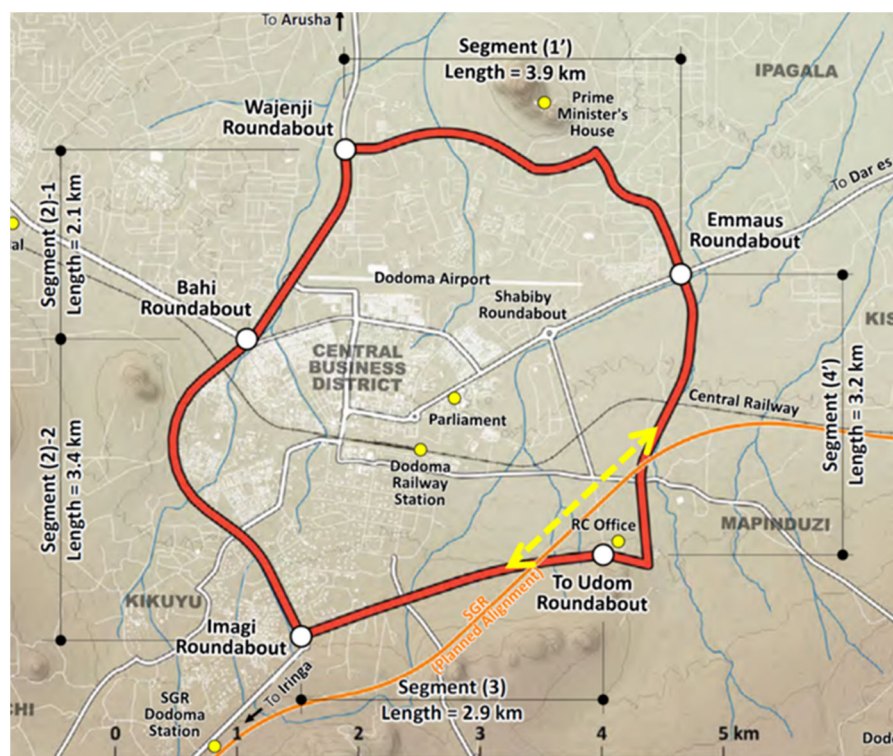 To Arusha
Segment (1')
Length = 3.9 km
IPAGALA
Wajenji
Roundabout
Prime
Minister's
House
To Dar es
Segment (2)-1
Length = 2.1 km
Emmaus
Roundabout
al
Bahi
Roundabout
Dodoma Airport
Shabiby
Roundabout
KIS
CENTRAL
BUSINESS
DISTRICT
Parliament
Central Railway
Segment (4')
Length = 3.2 km
Segment (2)-2
Length = 3.4 km
Dodoma
Railway
Station
RC Office
MAPINDUZI
To Udom
Roundabout
SGR
(Planned Alignment)
KIKUYU
Imagi
Roundabout
To Iringa
Segment (3)
Length = 2.9 km
CHI
SGR
Dodoma
Station
0 1 2 3 4 5 km
Dod